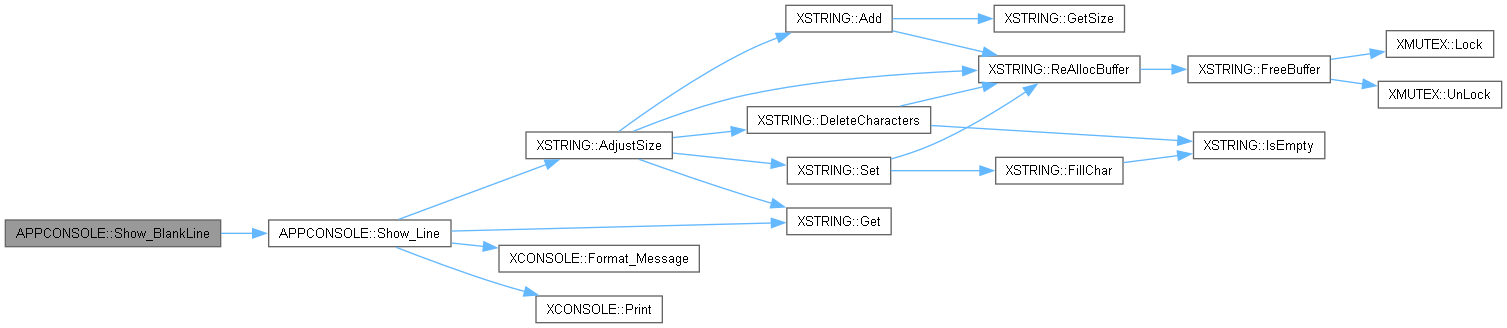 APPCONSOLE::Show_BlankLine
APPCONSOLE::Show_Line
XSTRING::AdjustSize
XCONSOLE::Format_Message
XCONSOLE::Print
XSTRING::Add
XSTRING::DeleteCharacters
XSTRING::Set
XSTRING::Get
XSTRING::GetSize
XSTRING::ReAllocBuffer
XSTRING::FillChar
XSTRING::FreeBuffer
XSTRING::IsEmpty
XMUTEX::Lock
XMUTEX::UnLock